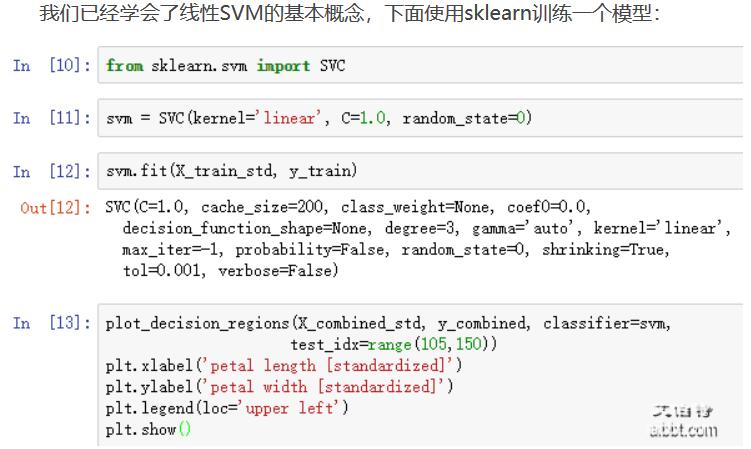 我们已经学会了线性SVM的基本概念，下面使用sklearn训练一个模型：
In [10]: from sklearn.svm import SVC
In [11]: svm = SVC(kernel='linear', C=1.0, random_state=0)
In [12]: svm.fit(X_train_std, y_train)
Out[12]: SVC(C=1.0, cache_size=200, class_weight=None, coef0=0.0,
decision_function_shape=None, degree=3, gamma='auto', kernel='linear',
max_iter=-1, probability=False, random_state=0, shrinking=True,
tol=0.001, verbose=False)
In [13]: plot_decision_regions(X_combined_std, y_combined, classifier=svm,
test_idx=range(105,150))
plt.xlabel('petal length [standardized]')
plt.ylabel('petal width [standardized]')
plt.legend(loc='upper left')
plt.show()
艾伯特
aibbt.com